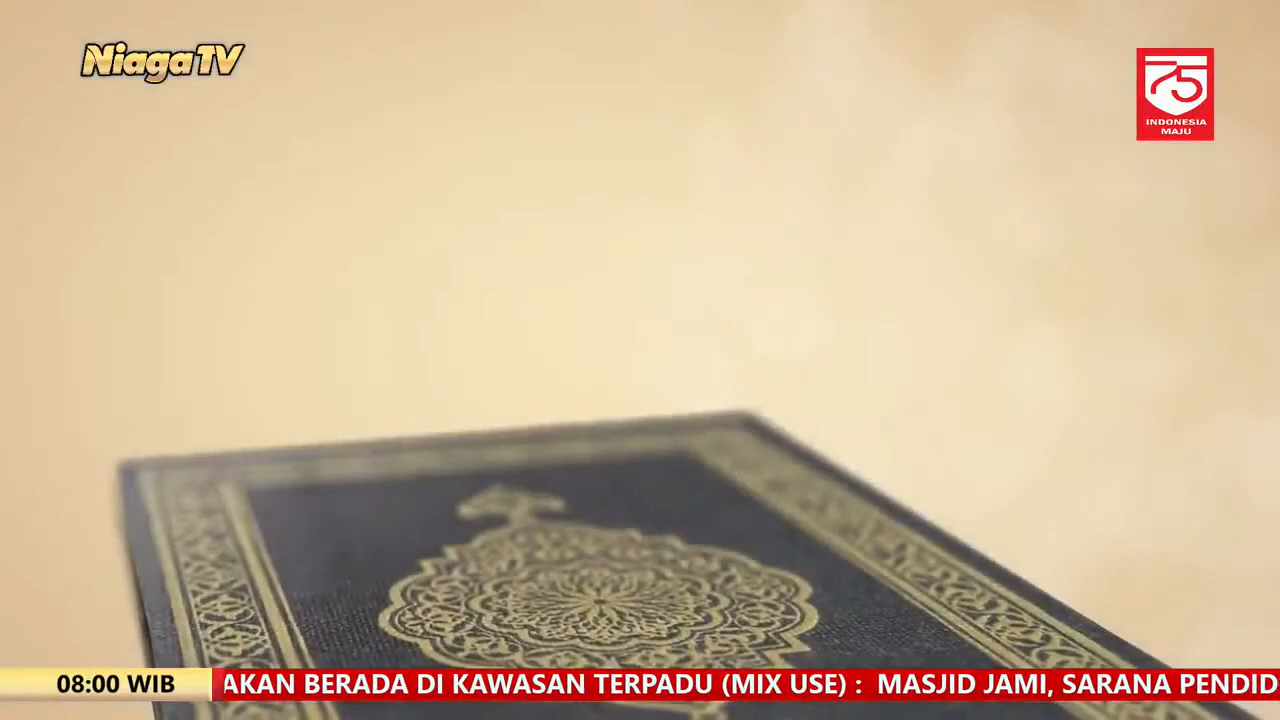 NiagaTV
75
INDONESIA
MAJU
08:00 WIB
AKAN BERADA DI KAWASAN TERPADU (MIX USE) : MASJID JAMI, SARANA PENDID